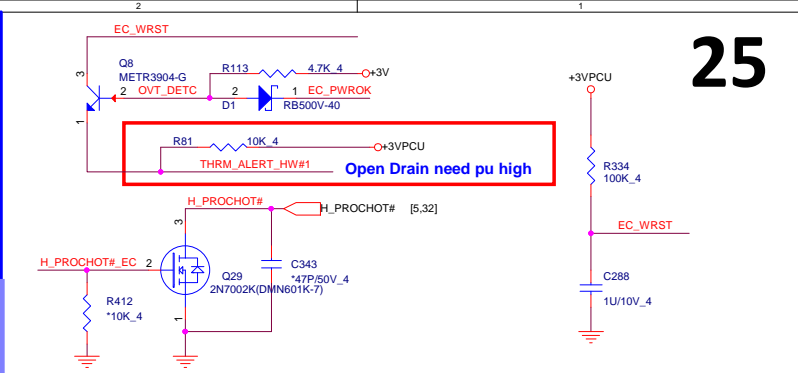 2
1
EC_WRST
25
Q8
METR3904-G
3
2
1
OVT_DETC
R113
4.7K_4
+3V
2
1
EC_PWROK
D1
RB500V-40
+3VPCU
R81
10K_4
+3VPCU
THRM_ALERT_HW#1
Open Drain need pu high
R334
100K_4
H_PROCHOT#
H_PROCHOT#
[5,32]
3
EC_WRST
H_PROCHOT#_EC
2
C343
*47P/50V_4
Q29
2N7002K(DMN601K-7)
C288
1U/10V_4
R412
*10K_4
1